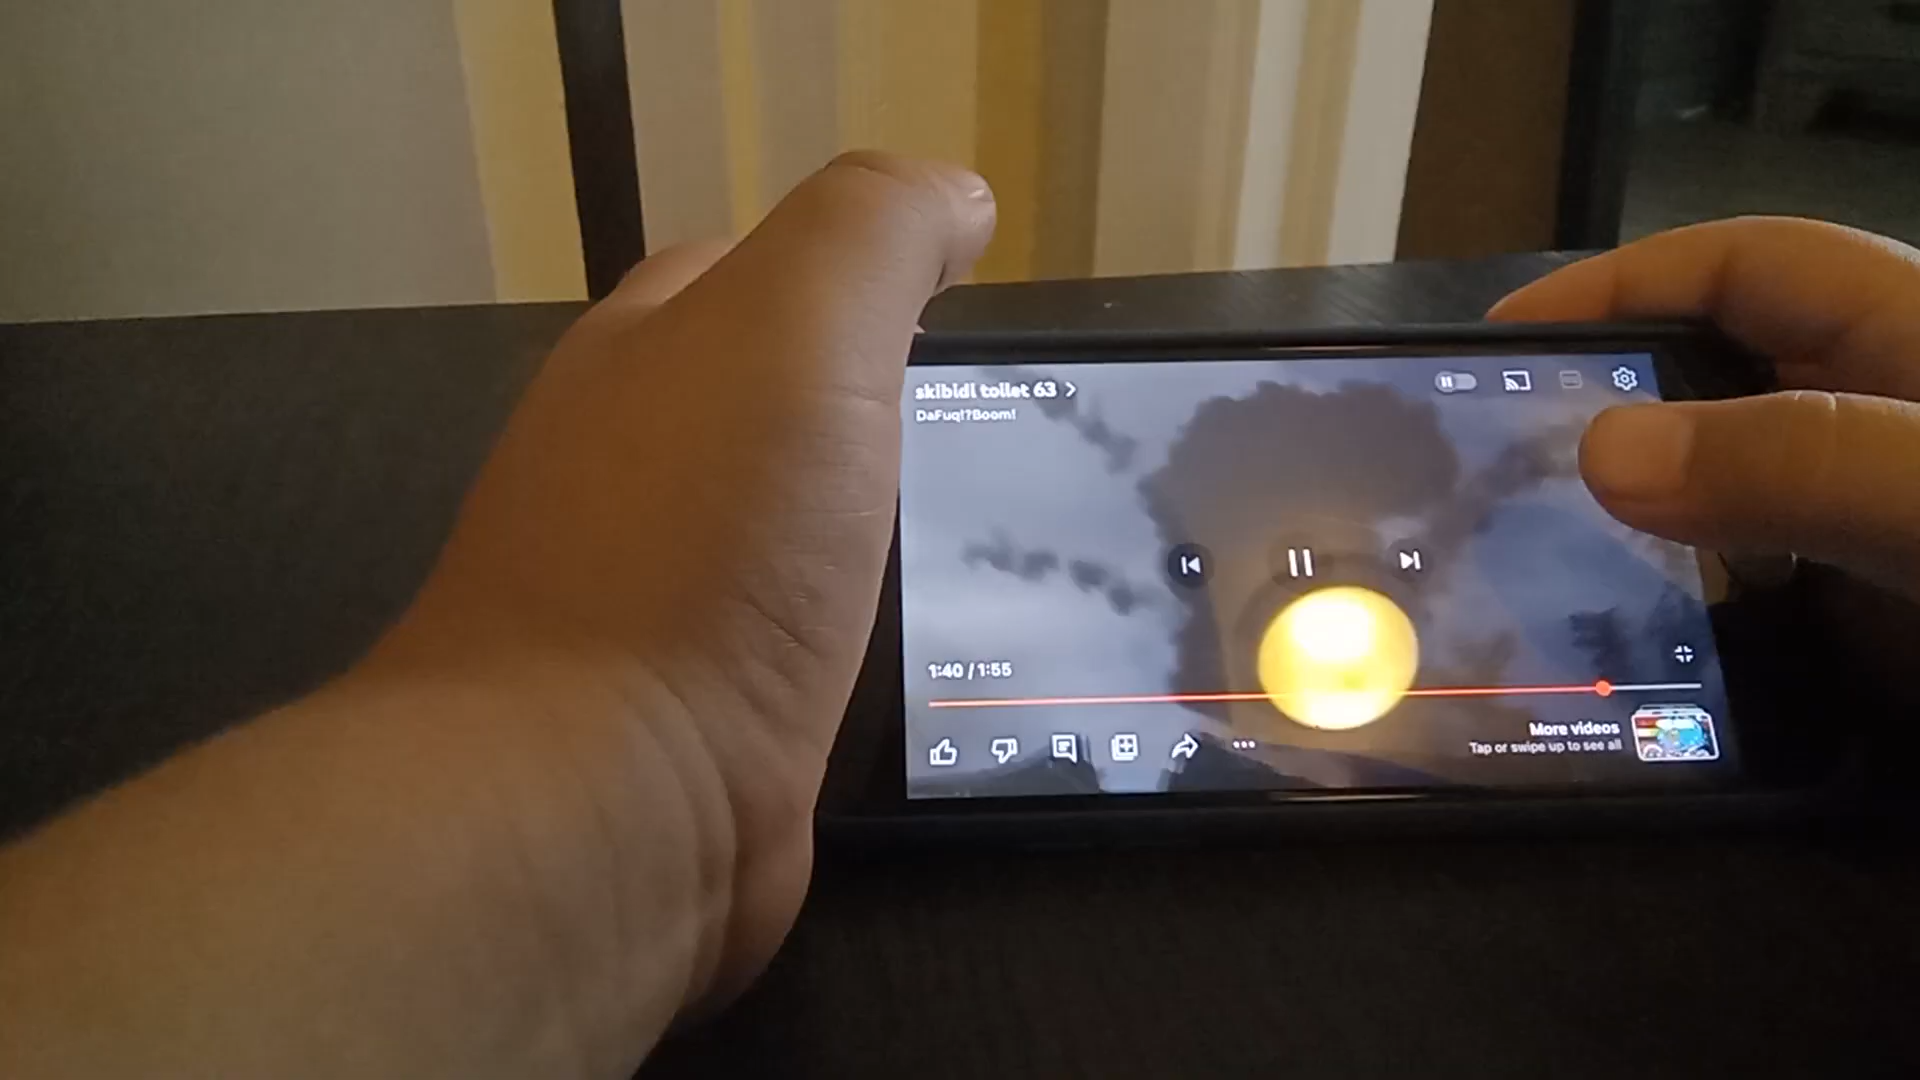 skibidi toilet 63
DaFuq!?Boom!
1:40 / 1:55
More videos
Tap or swipe up to see all